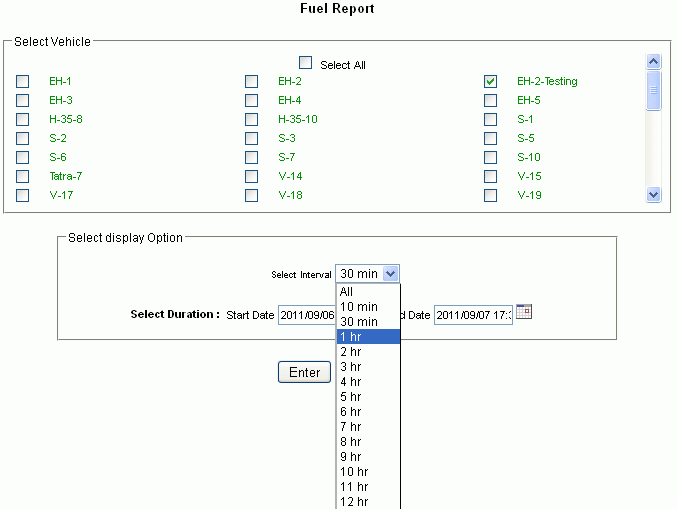 Fuel Report
Select Vehicle
Select All
EH-1 EH-2 EH-2-Testing
EH-3 EH-4 EH-5
H-35-8 H-35-10 S-1
S-2 S-3 S-5
S-6 S-7 S-10
Tatra-7 V-14 V-15
V-17 V-18 V-19
Select display Option
Select Interval 30 min
All
10 min
30 min
Select Duration : Start Date 2011/09/06 d Date 2011/09/07 17:3
1 hr
2 hr
3 hr
Enter
4 hr
5 hr
6 hr
7 hr
8 hr
9 hr
10 hr
11 hr
12 hr